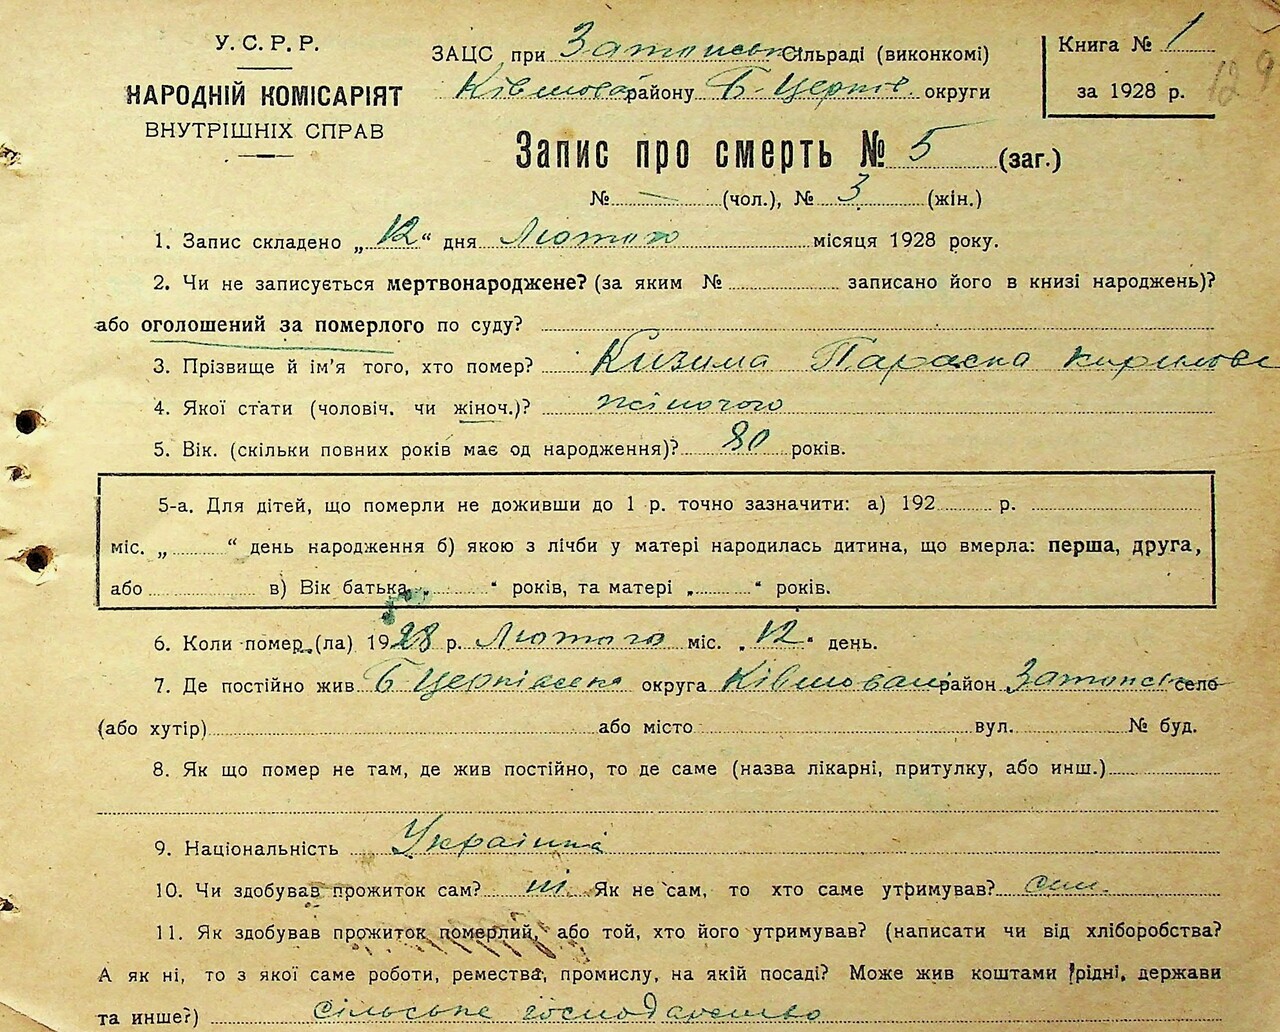 У. С. Р. Р.
НАРОДНІЙ КОМІСАРІЯТ
ВНУТРІШНІХ СПРАВ
ЗАЦС при Затонськ Сільраді (виконкомі)
району Б-Церків. округи
Книга № 1
за 1928 р.
129
Запис про смерть № 5 (заг.)
№ — (чол.), № 3 (жін.)
1. Запис складено „12“ дня Лютого місяця 1928 року.
2. Чи не записується мертвонароджене? (за яким № записано його в книзі народжень)?
або оголошений за померлого по суду?
3. Прізвище й ім'я того, хто помер? Кизима Параска Кирилові
4. Якої стати (чоловіч. чи жіноч.)? жіночого
5. Вік. (скільки повних років має од народження)? 80 років.
5-а. Для дітей, що померли не доживши до 1 р. точно зазначити: а) 192 р.
міс. „ “ день народження б) якою з лічби у матері народилась дитина, що вмерла: перша, друга,
або в) Вік батька „ “ років, та матері „ “ років.
6. Коли помер (ла) 1928 р. Лютого міс. „12“ день.
7. Де постійно жив Б Церківська округа район село
(або хутір) або місто вул. № буд.
8. Як що помер не там, де жив постійно, то де саме (назва лікарні, притулку, або инш.)
9. Національність Українка
10. Чи здобував прожиток сам? ні Як не сам, то хто саме утримував? син.
11. Як здобував прожиток померлий, або той, хто його утримував? (написати чи від хліборобства?
А як ні, то з якої саме роботи, ремества, промислу, на якій посаді? Може жив коштами рідні, держави
та инше?) Сільське господарство